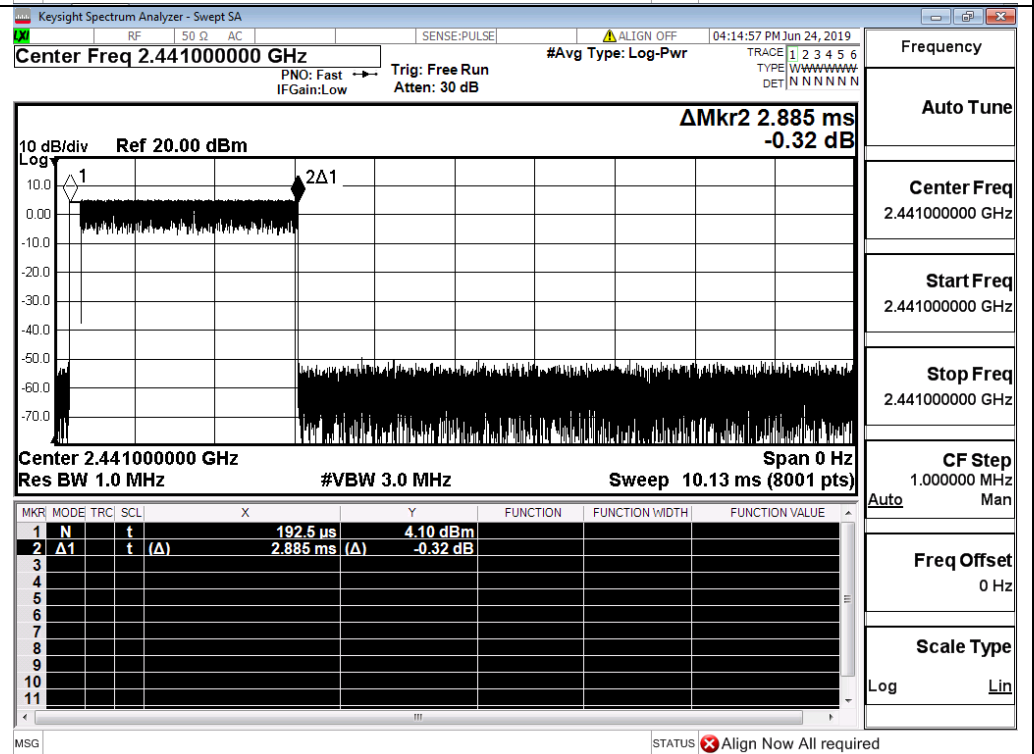 Keysight Spectrum Analyzer - Swept SA
LXI RF 50 Ω AC SENSE:PULSE ALIGN OFF 04:14:57 PM Jun 24, 2019
Center Freq 2.441000000 GHz
PNO: Fast
IFGain:Low
Trig: Free Run
Atten: 30 dB
#Avg Type: Log-Pwr
TRACE 1 2 3 4 5 6
TYPE WWWWWW
DET N N N N N N
ΔMkr2 2.885 ms
-0.32 dB
10 dB/div Ref 20.00 dBm
Log
1
2Δ1
10.0
0.00
-10.0
-20.0
-30.0
-40.0
-50.0
-60.0
-70.0
Center 2.441000000 GHz Span 0 Hz
Res BW 1.0 MHz #VBW 3.0 MHz Sweep 10.13 ms (8001 pts)
MKR MODE TRC SCL X Y FUNCTION FUNCTION WIDTH FUNCTION VALUE
1 N t 192.5 µs 4.10 dBm
2 Δ1 t (Δ) 2.885 ms (Δ) -0.32 dB
3
4
5
6
7
8
9
10
11
MSG STATUS Align Now All required
Frequency
Auto Tune
Center Freq
2.441000000 GHz
Start Freq
2.441000000 GHz
Stop Freq
2.441000000 GHz
CF Step
1.000000 MHz
Auto Man
Freq Offset
0 Hz
Scale Type
Log Lin